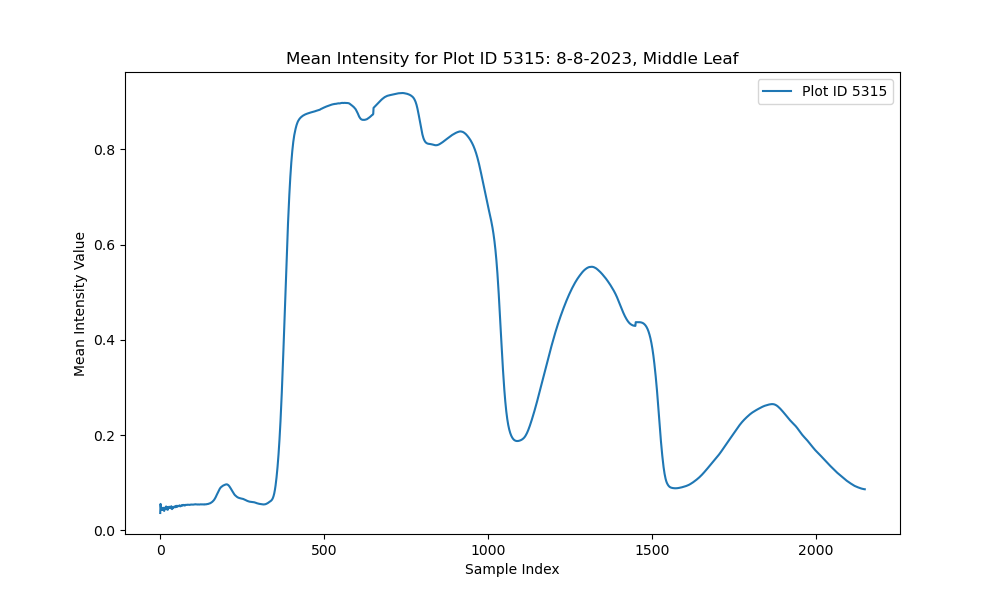 Mean Intensity for Plot ID 5315: 8-8-2023, Middle Leaf
Plot ID 5315
Mean Intensity Value
0.8
0.6
0.4
0.2
0.0
0 500 1000 1500 2000
Sample Index